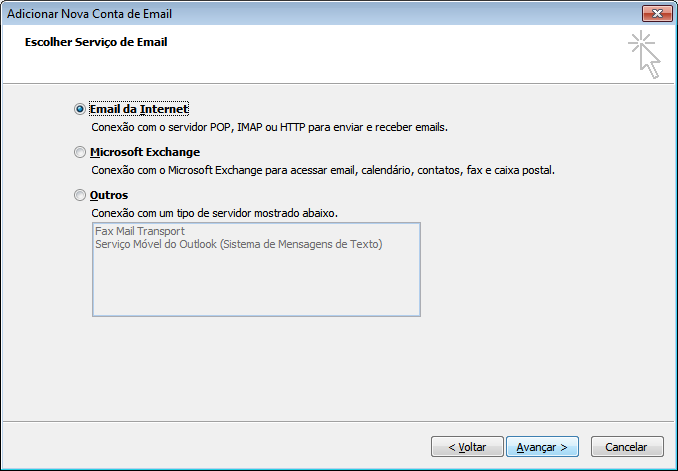 Adicionar Nova Conta de Email
Escolher Serviço de Email
Email da Internet
Conexão com o servidor POP, IMAP ou HTTP para enviar e receber emails.
Microsoft Exchange
Conexão com o Microsoft Exchange para acessar email, calendário, contatos, fax e caixa postal.
Outros
Conexão com um tipo de servidor mostrado abaixo.
Fax Mail Transport
Serviço Móvel do Outlook (Sistema de Mensagens de Texto)
< Voltar
Avançar >
Cancelar